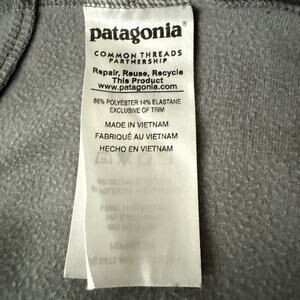 patagonia®
COMMON THREADS
PARTNERSHIP
Repair, Reuse, Recycle
This Product
www.patagonia.com
86% POLYESTER 14% ELASTANE
EXCLUSIVE OF TRIM
MADE IN VIETNAM
FABRIQUÉ AU VIETNAM
HECHO EN VIETNAM